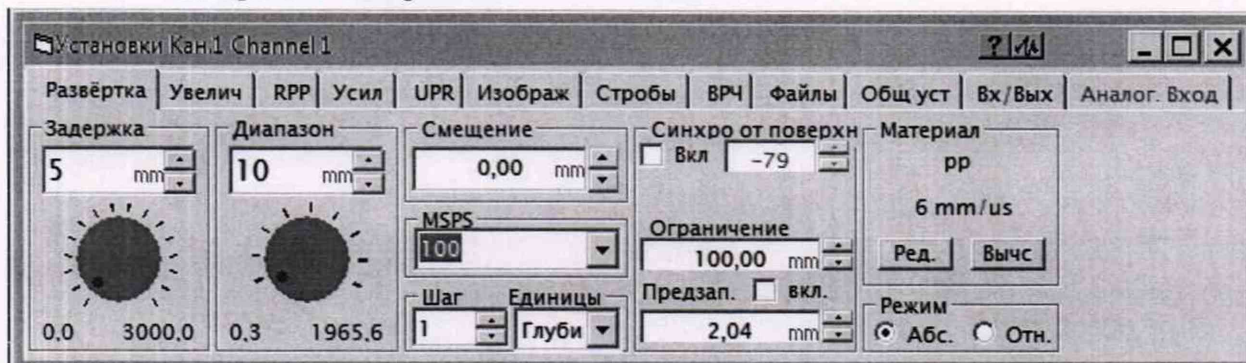 Установки Кан.1 Channel 1
Развёртка Увелич RPP Усил UPR Изображ Стробы ВРЧ Файлы Общ уст Вх/Вых Аналог. Вход
Задержка
5 mm
0,0 3000,0
Диапазон
10 mm
0.3 1965,6
Смещение
0,00 mm
MSPS
100
Шаг Единицы
1 Глуби
Синхро от поверхн
Вкл -79
Ограничение
100,00 mm
Предзап. вкл.
2,04 mm
Материал
рр
6 mm/us
Ред. Вычс
Режим
Абс. Отн.